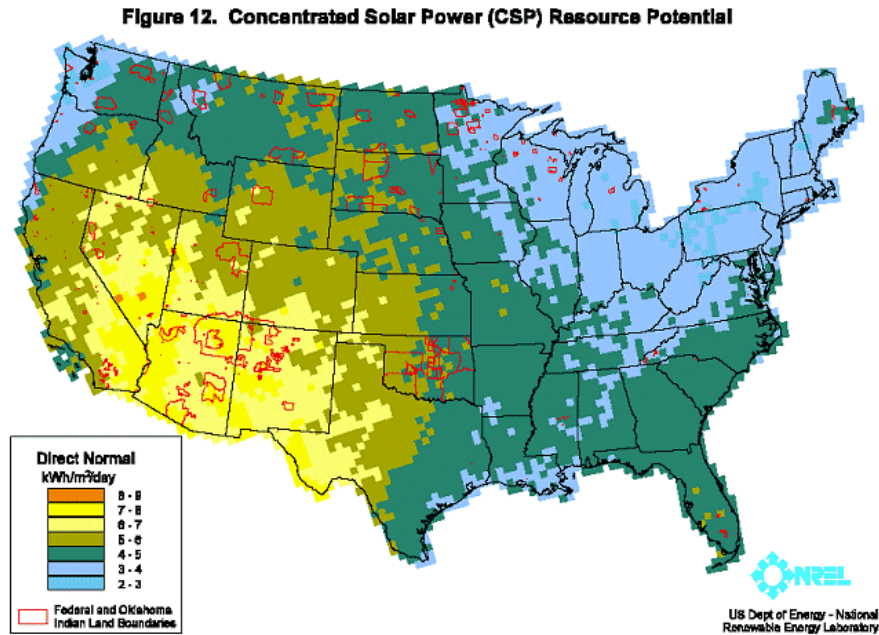 Figure 12. Concentrated Solar Power (CSP) Resource Potential
Direct Normal
kWh/m²/day
8 - 9
7 - 8
6 - 7
5 - 6
4 - 5
3 - 4
2 - 3
Federal and Oklahoma
Indian Land Boundaries
NREL
US Dept of Energy - National
Renewable Energy Laboratory